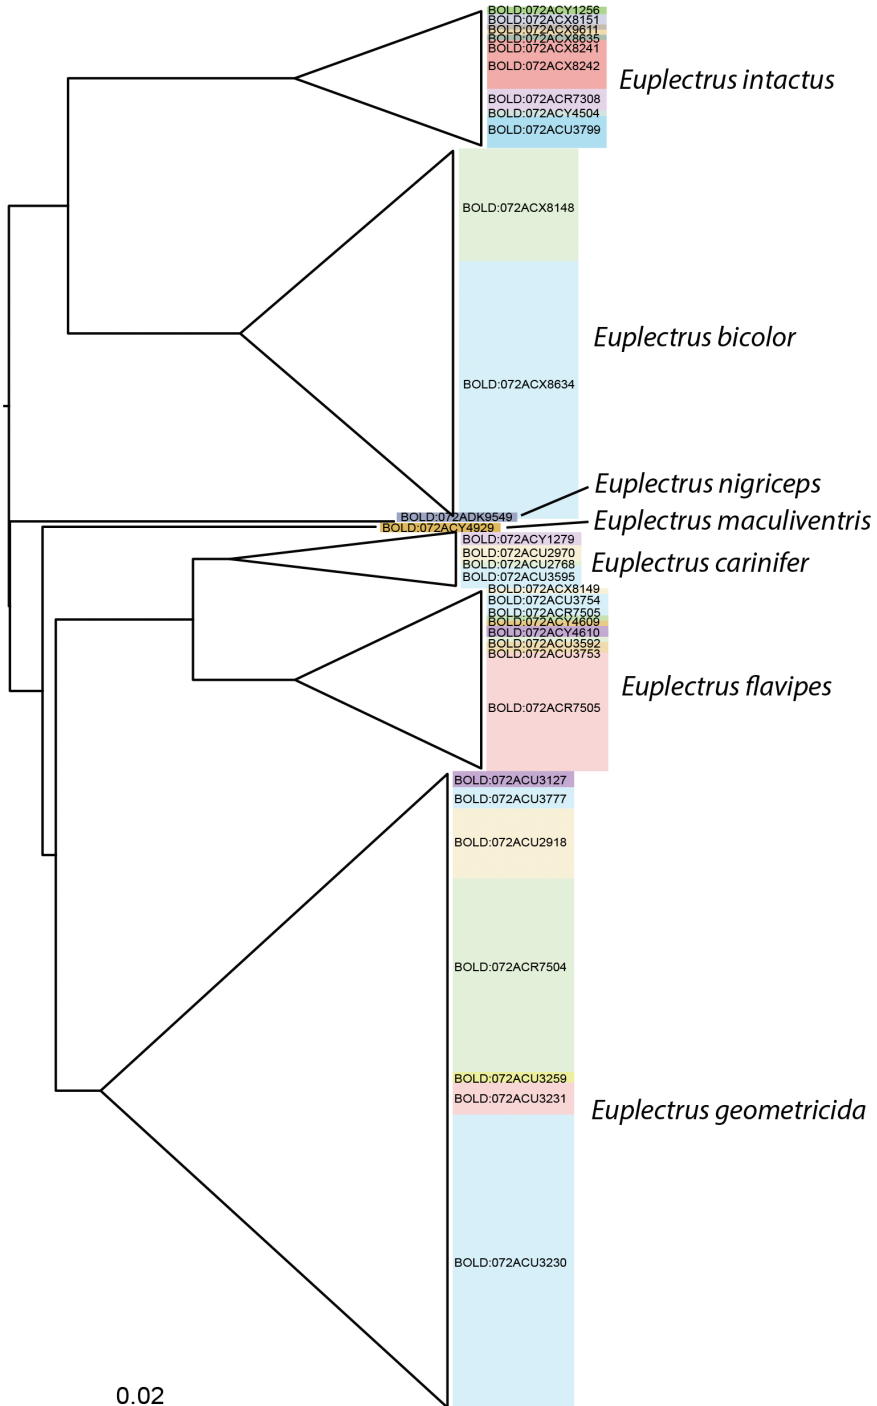 BOLD:072ACY1256
BOLD:072ACX8151
BOLD:072ACX9611
BOLD:072ACX8635
BOLD:072ACX8241
BOLD:072ACX8242
Euplectrus intactus
BOLD:072ACR7308
BOLD:072ACY4504
BOLD:072ACU3799
BOLD:072ACX8148
Euplectrus bicolor
BOLD:072ACX8634
Euplectrus nigriceps
BOLD:072ADK9549
Euplectrus maculiventris
BOLD:072ACY4929
BOLD:072ACY1279
BOLD:072ACU2970
Euplectrus carinifer
BOLD:072ACU2768
BOLD:072ACU3595
BOLD:072ACX8149
BOLD:072ACU3754
BOLD:072ACR7505
BOLD:072ACY4609
BOLD:072ACY4610
BOLD:072ACU3592
BOLD:072ACU3753
Euplectrus flavipes
BOLD:072ACR7505
BOLD:072ACU3127
BOLD:072ACU3777
BOLD:072ACU2918
BOLD:072ACR7504
BOLD:072ACU3259
BOLD:072ACU3231
Euplectrus geometricida
BOLD:072ACU3230
0.02